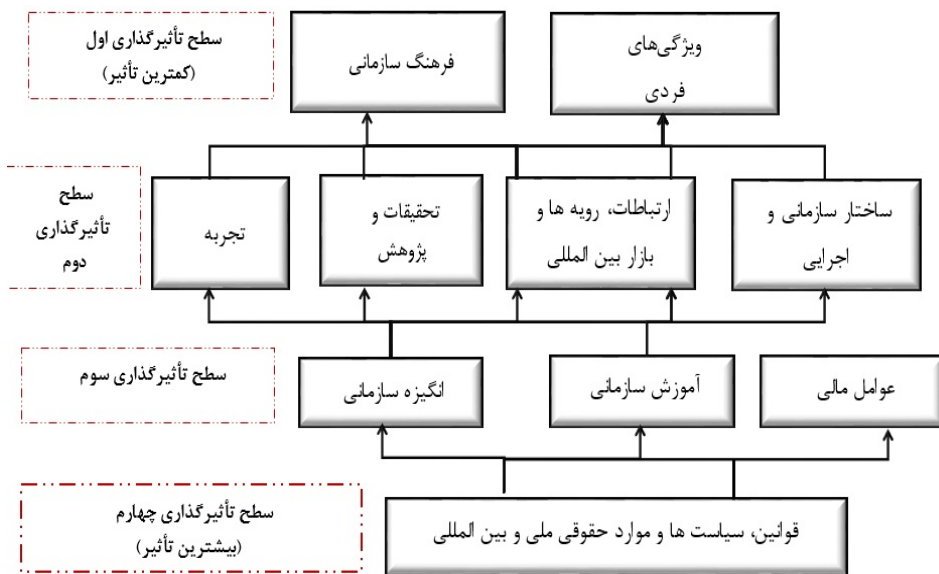 سطح تأثیرگذاری اول
(کمترین تأثیر)
ویژگی‌های
فردی
فرهنگ سازمانی
سطح
تأثیرگذاری
دوم
ساختار سازمانی و
اجرایی
ارتباطات، رویه ها و
بازار بین المللی
تحقیقات و
پژوهش
تجربه
سطح تأثیرگذاری سوم
عوامل مالی
آموزش سازمانی
انگیزه سازمانی
سطح تأثیرگذاری چهارم
(بیشترین تأثیر)
قوانین، سیاست ها و موارد حقوقی ملی و بین المللی